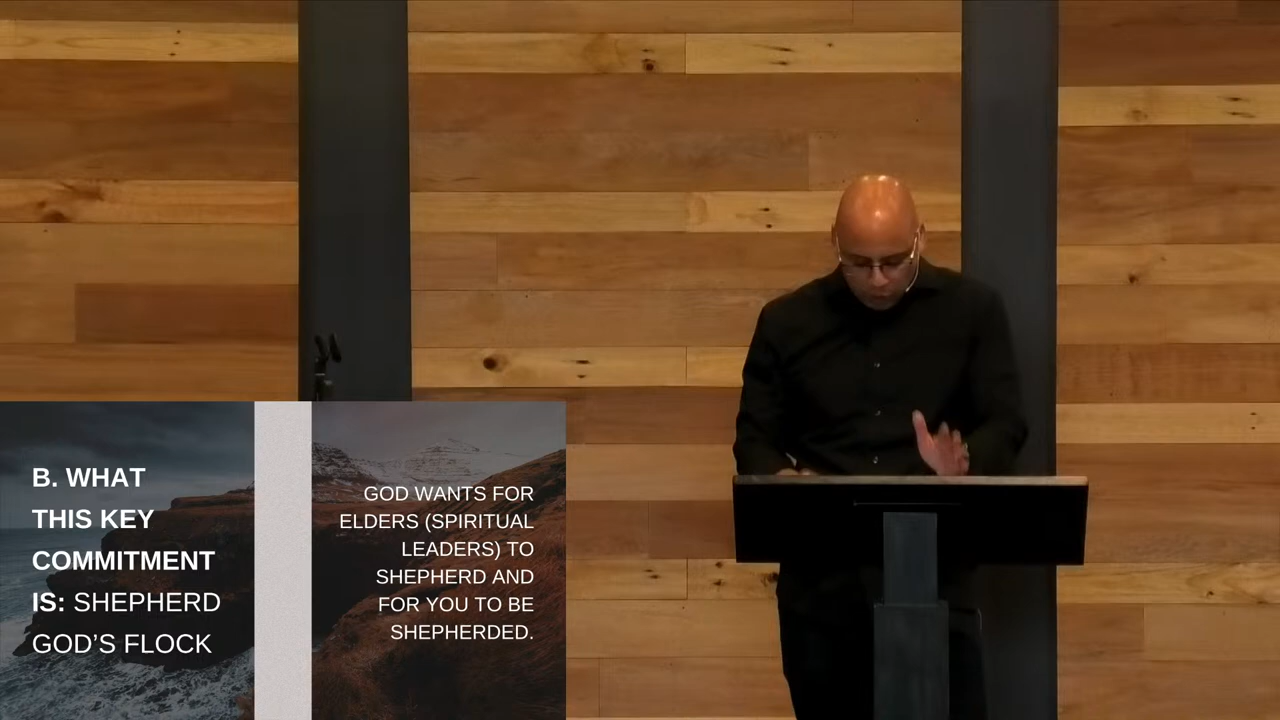 B. WHAT
THIS KEY
COMMITMENT
IS: SHEPHERD
GOD’S FLOCK
GOD WANTS FOR
ELDERS (SPIRITUAL
LEADERS) TO
SHEPHERD AND
FOR YOU TO BE
SHEPHERDED.